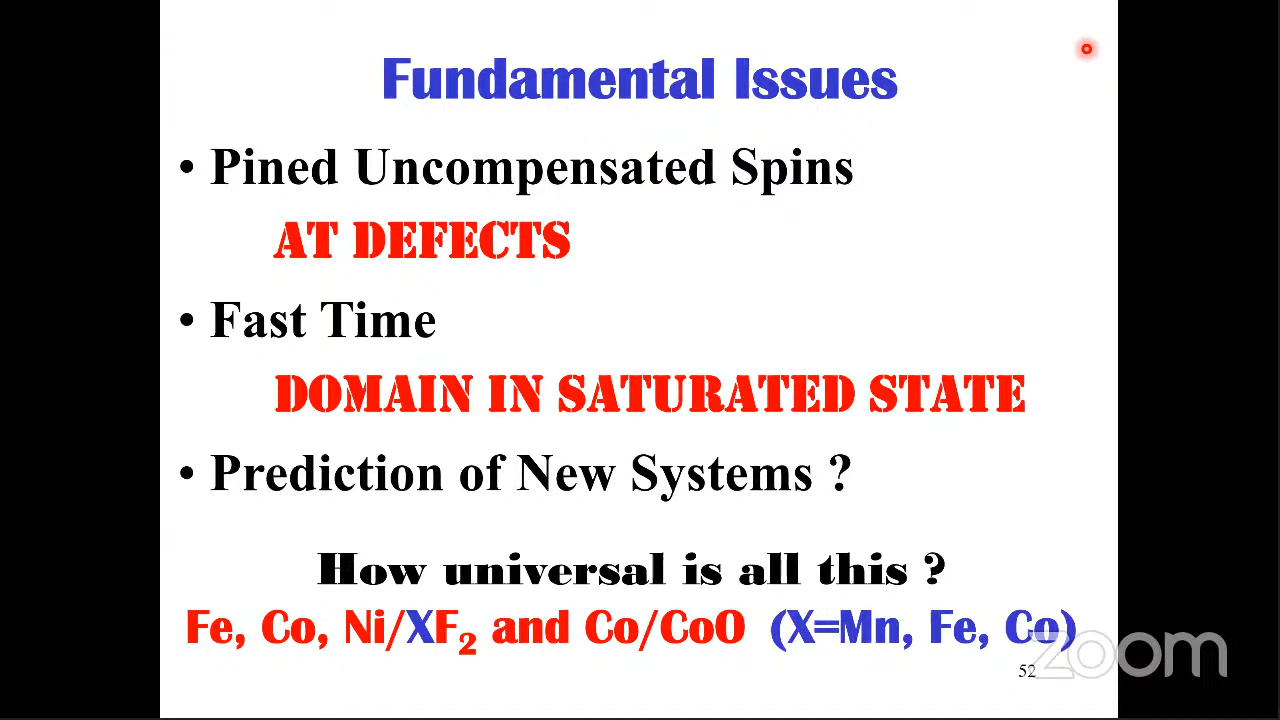 Fundamental Issues
• Pined Uncompensated Spins
AT DEFECTS
• Fast Time
DOMAIN IN SATURATED STATE
• Prediction of New Systems ?
How universal is all this ?
Fe, Co, Ni/XF₂ and Co/CoO (X=Mn, Fe, Co)
52
zoom